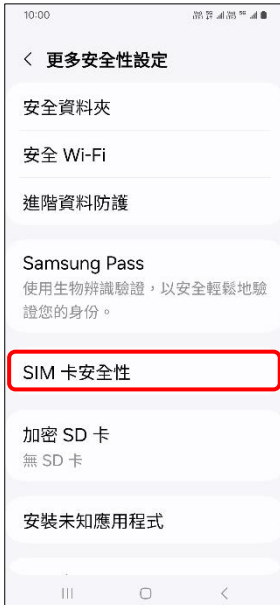 10:00
更多安全性設定
安全資料夾
安全 Wi-Fi
進階資料防護
Samsung Pass
使用生物辨識驗證，以安全輕鬆地驗
證您的身份。
SIM 卡安全性
加密 SD 卡
無 SD 卡
安裝未知應用程式